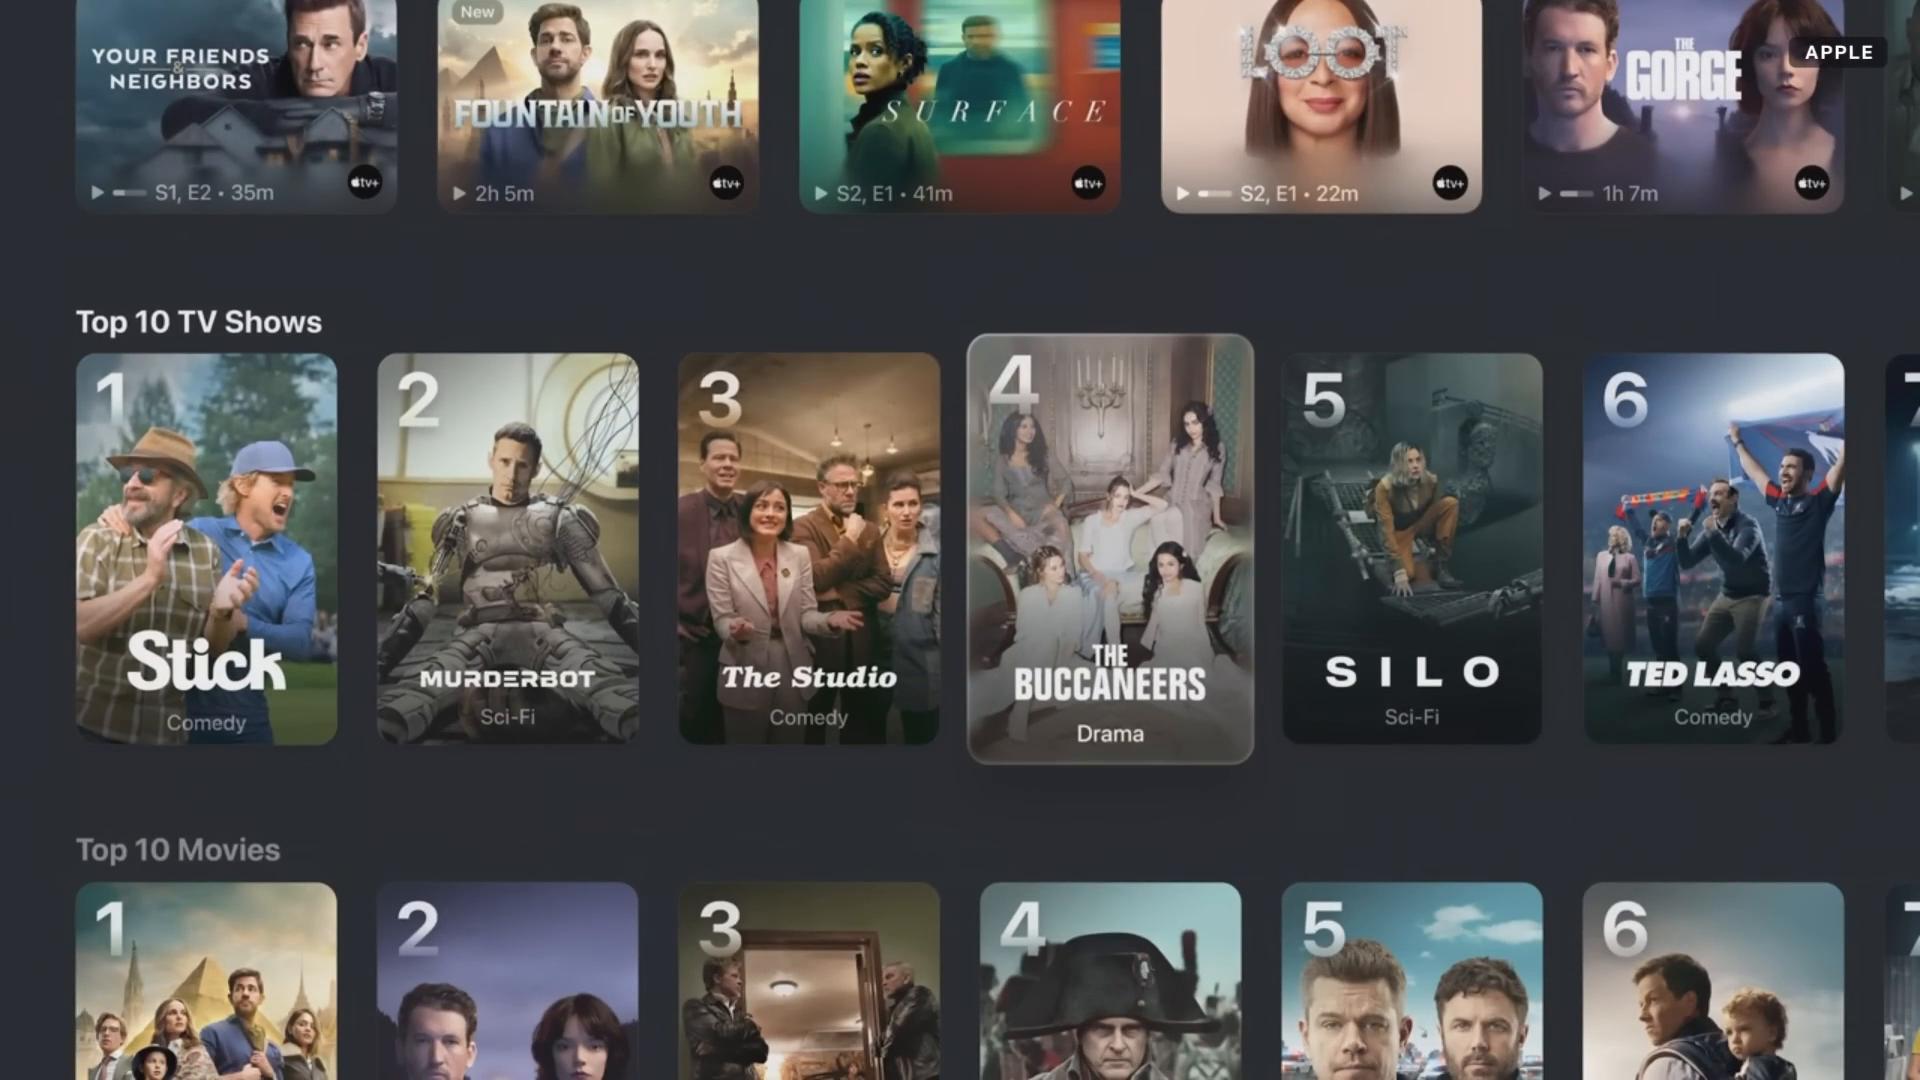 APPLE
YOUR FRIENDS
&
NEIGHBORS
S1, E2 • 35m
tv+
New
FOUNTAIN OF YOUTH
2h 5m
tv+
SURFACE
S2, E1 • 41m
tv+
LOOT
S2, E1 • 22m
tv+
THE
GORGE
1h 7m
tv+
Top 10 TV Shows
1
Stick
Comedy
2
MURDERBOT
Sci-Fi
3
The Studio
Comedy
4
THE
BUCCANEERS
Drama
5
SILO
Sci-Fi
6
TED LASSO
Comedy
7
Top 10 Movies
1
2
3
4
5
6
7